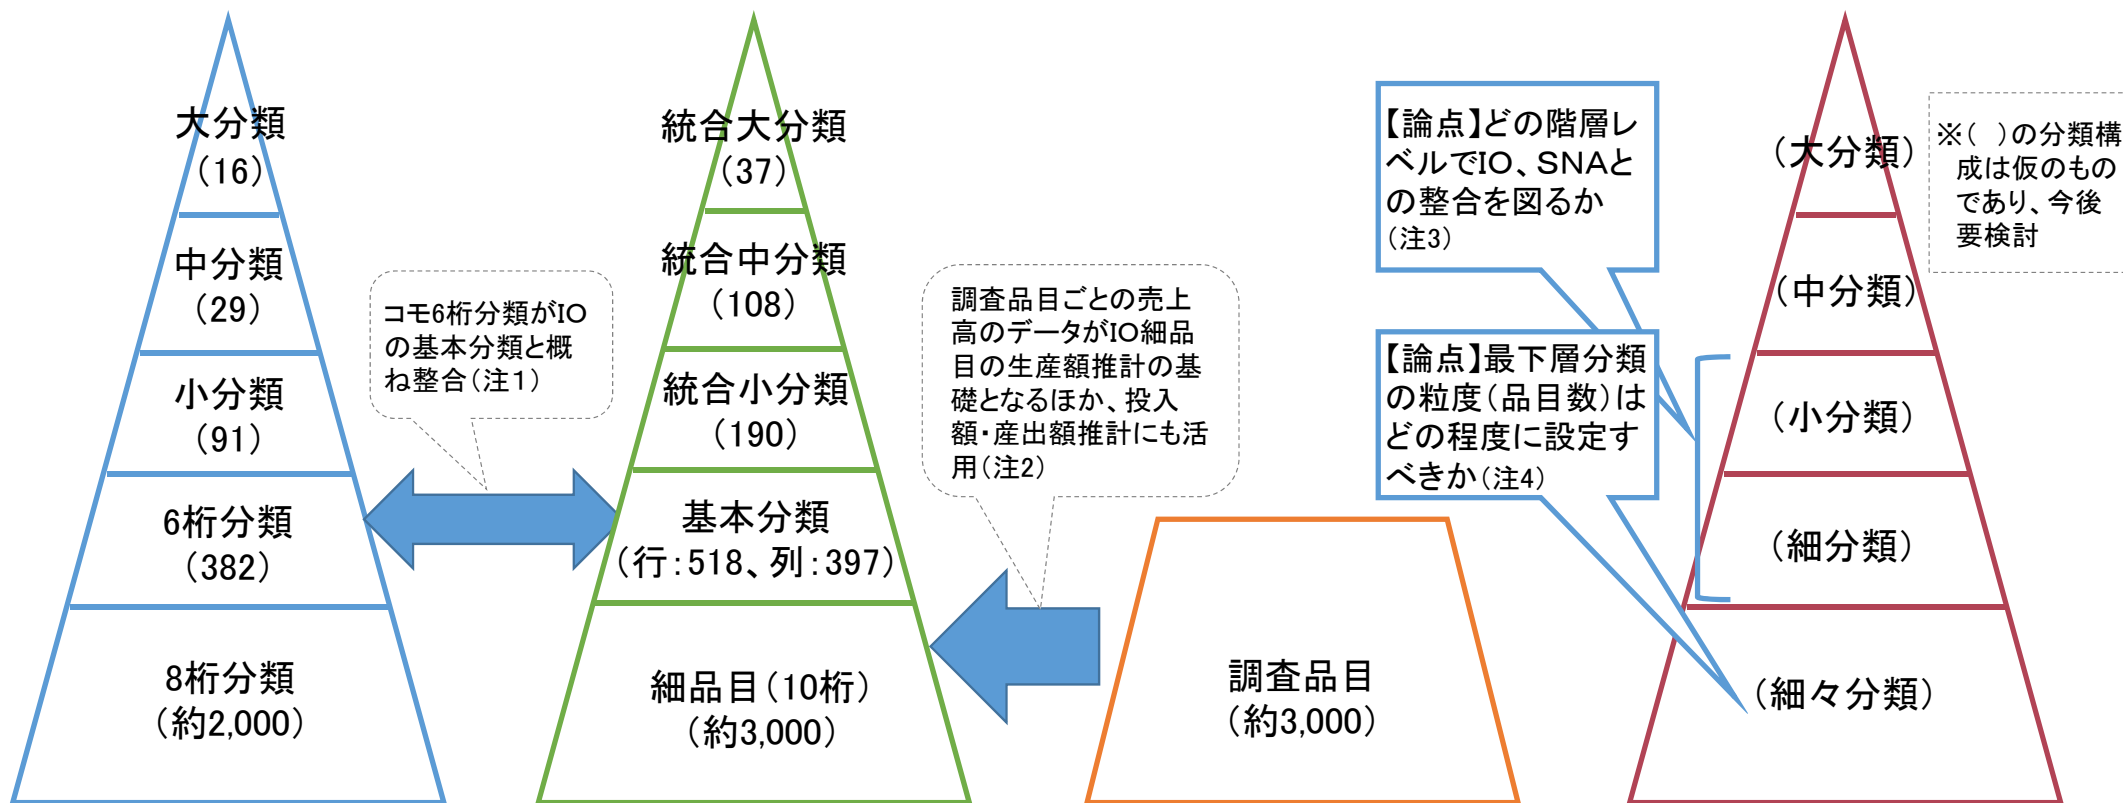 大分類
(16)
中分類
(29)
小分類
(91)
6桁分類
(382)
8桁分類
(約2,000)
コモ6桁分類がIO
の基本分類と概
ね整合(注1)
統合大分類
(37)
統合中分類
(108)
統合小分類
(190)
基本分類
(行:518、列:397)
細品目(10桁)
(約3,000)
調査品目ごとの売上
高のデータがIO細品
目の生産額推計の基
礎となるほか、投入
額・産出額推計にも活
用(注2)
調査品目
(約3,000)
【論点】どの階層レ
ベルでIO、SNAと
の整合を図るか
(注3)
【論点】最下層分類
の粒度(品目数)は
どの程度に設定す
べきか(注4)
(大分類)
(中分類)
(小分類)
(細分類)
(細々分類)
※( )の分類構
成は仮のもの
であり、今後
要検討